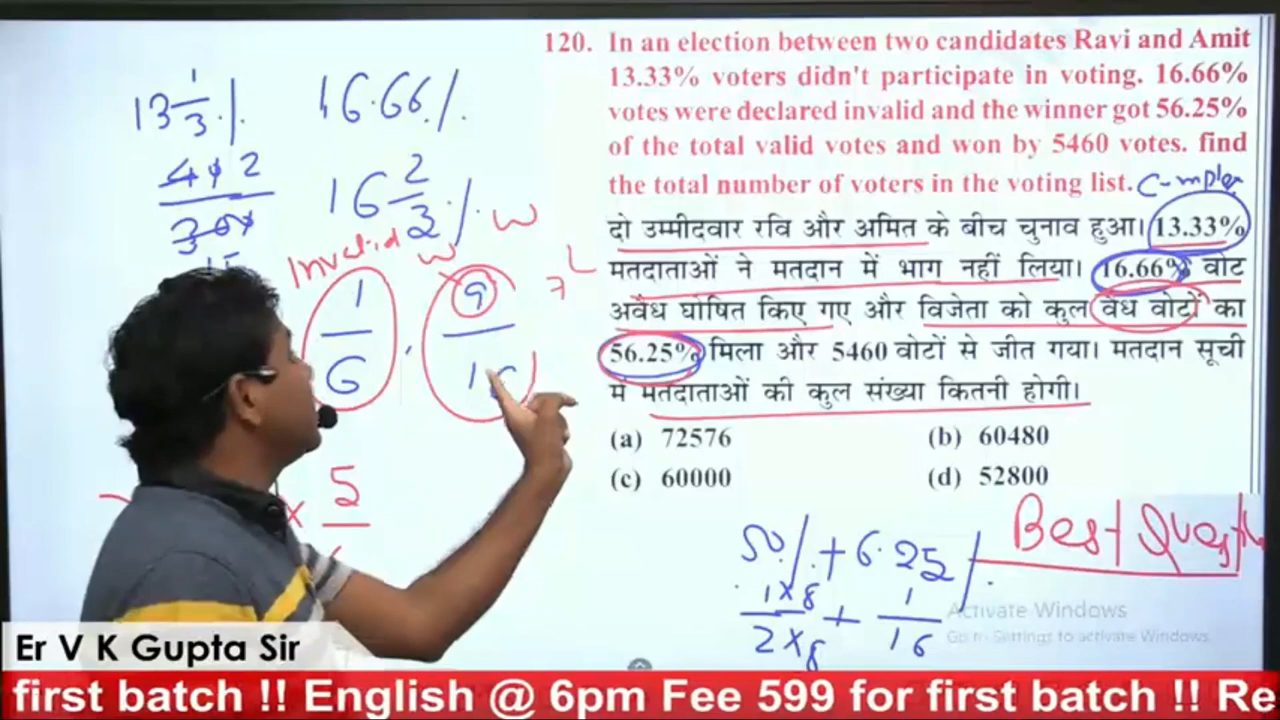 120. In an election between two candidates Ravi and Amit
13.33% voters didn't participate in voting. 16.66%
votes were declared invalid and the winner got 56.25%
of the total valid votes and won by 5460 votes. find
the total number of voters in the voting list.
दो उम्मीदवार रवि और अमित के बीच चुनाव हुआ। 13.33%
मतदाताओं ने मतदान में भाग नहीं लिया। 16.66% वोट
अवैध घोषित किए गए और विजेता को कुल वैध वोटों का
56.25% मिला और 5460 वोटों से जीत गया। मतदान सूची
में मतदाताओं की कुल संख्या कितनी होगी।
(a) 72576 (b) 60480
(c) 60000 (d) 52800
13 1/3 % 16.66%
16 2/3 %
W
Invalid W
1/6 , 9 7 L
× 5
50% + 6.25%
1×8/2×8 + 1/16
Best
Activate Windows
Go to Settings to activate Windows.
Er V K Gupta Sir
first batch !! English @ 6pm Fee 599 for first batch !! Re